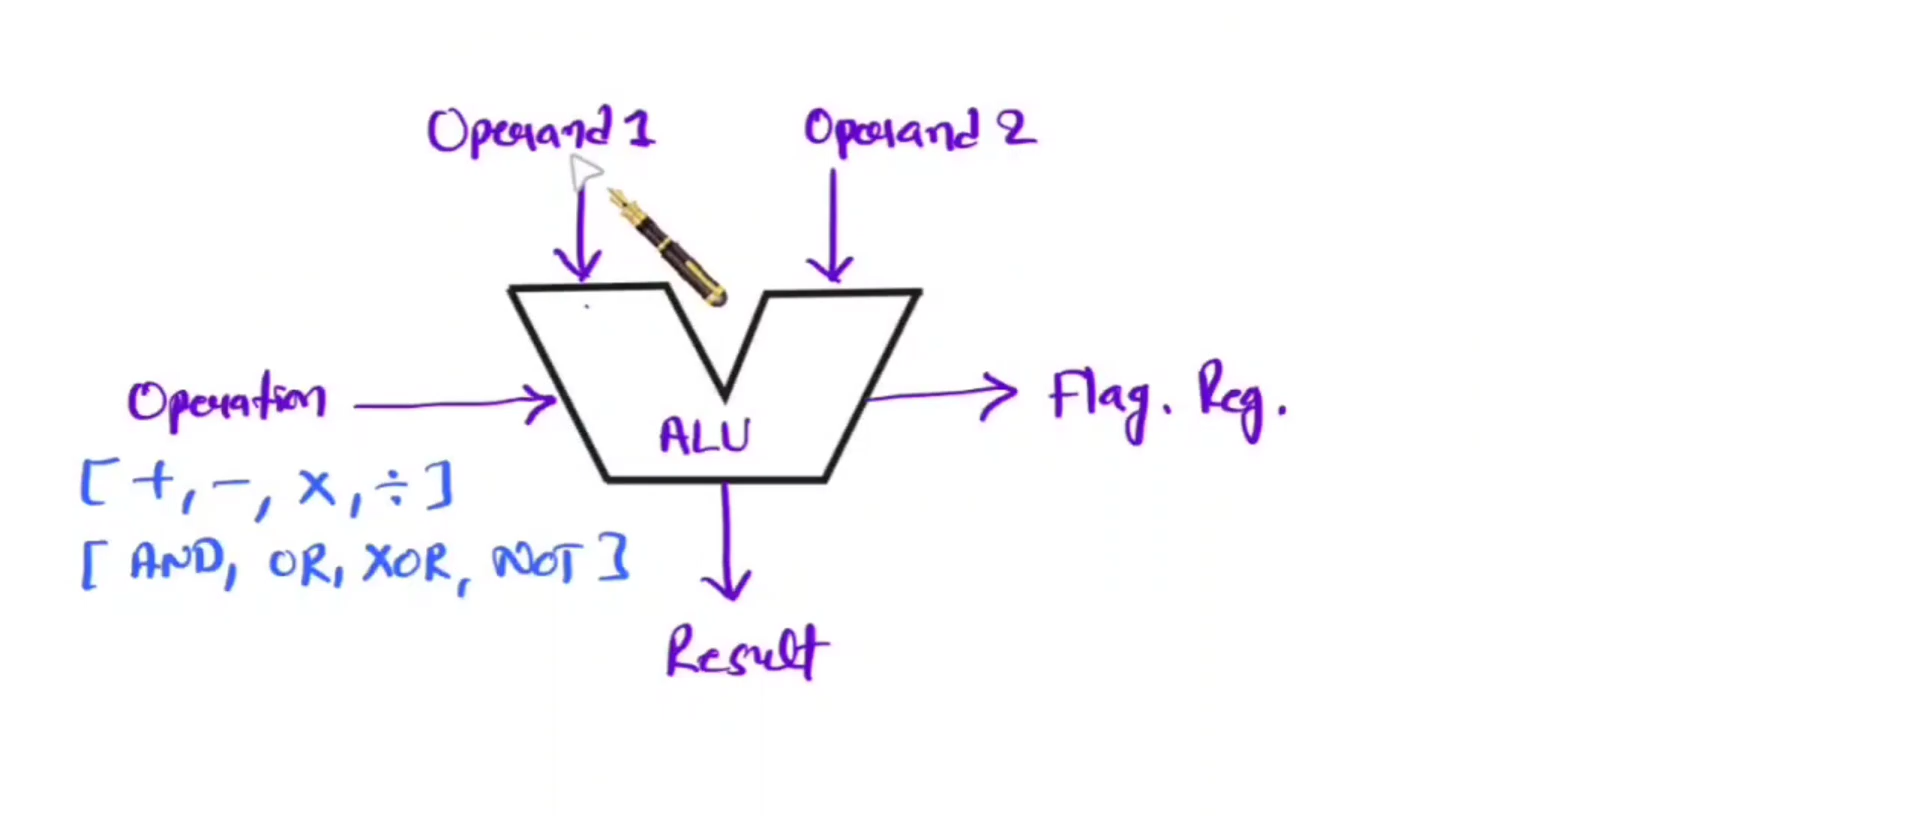 Operand 1
Operand 2
Operation
Flag. Reg.
ALU
[+, -, x, ÷]
[AND, OR, XOR, NOT]
Result